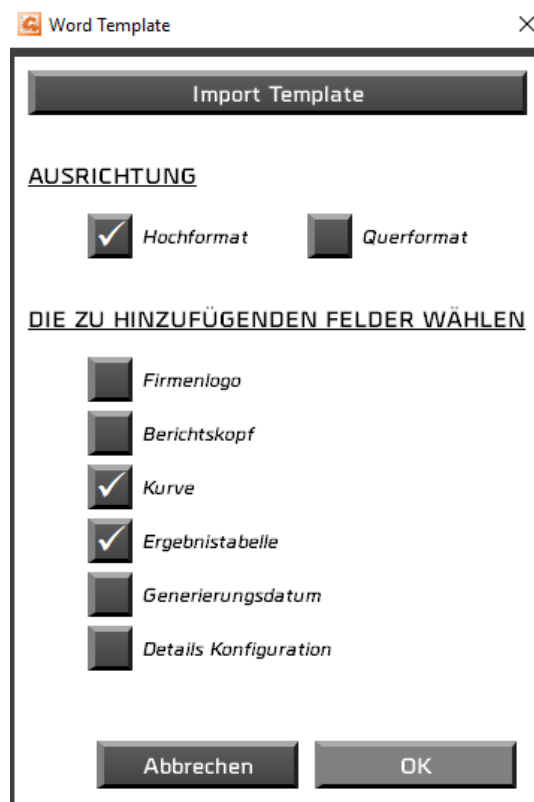 Word Template
Import Template
AUSRICHTUNG
Hochformat Querformat
DIE ZU HINZUFÜGENDEN FELDER WÄHLEN
Firmenlogo
Berichtskopf
Kurve
Ergebnistabelle
Generierungsdatum
Details Konfiguration
Abbrechen OK